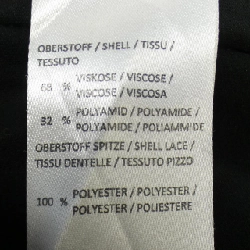 OBERSTOFF / SHELL / TISSU /
TESSUTO
68 % VISKOSE / VISCOSE /
VISCOSE / VISCOSA
32 % POLYAMID / POLYAMIDE /
POLYAMIDE / POLIAMMIDE
OBERSTOFF SPITZE / SHELL LACE /
TISSU DENTELLE / TESSUTO PIZZO
100 % POLYESTER / POLYESTER /
POLYESTER / POLIESTERE